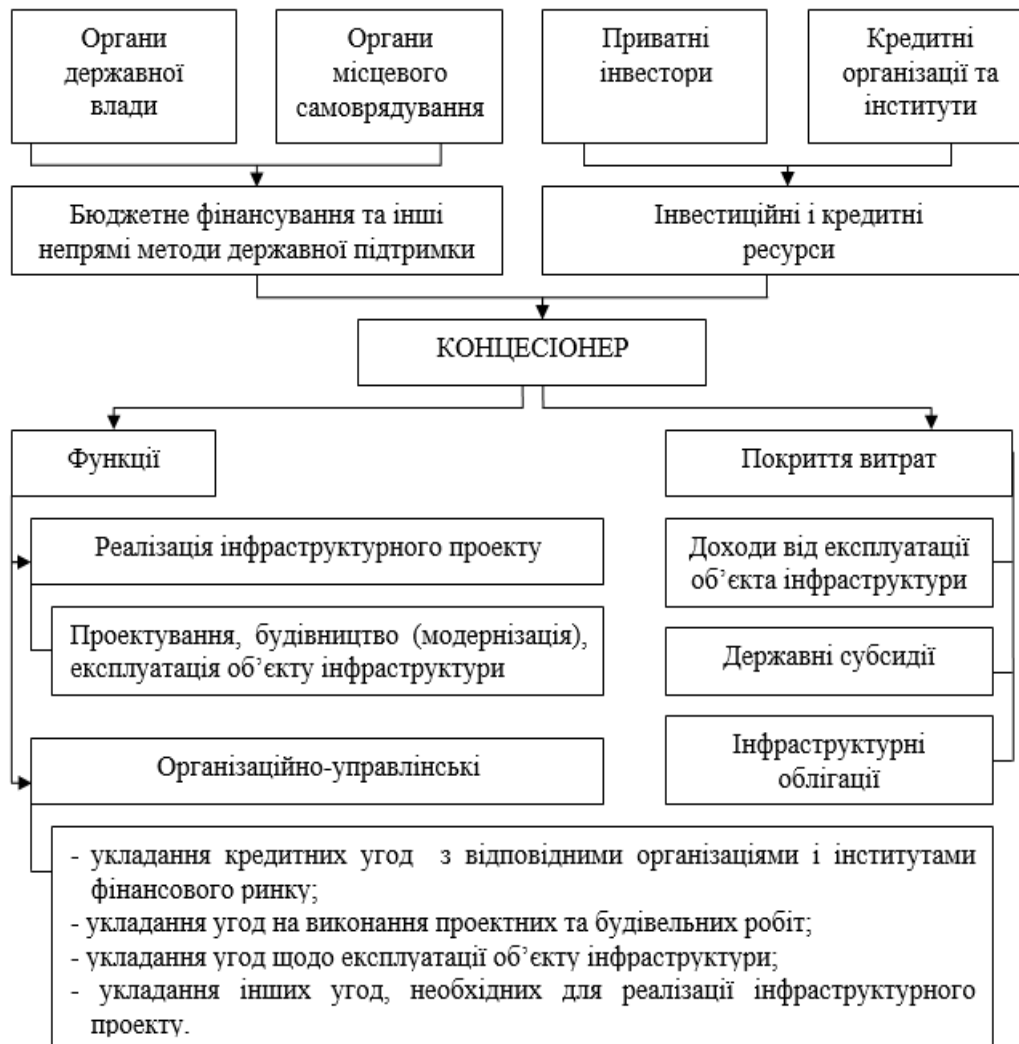 Органи
державної
влади
Органи
місцевого
самоврядування
Приватні
інвестори
Кредитні
організації та
інститути
Бюджетне фінансування та інші
непрямі методи державної підтримки
Інвестиційні і кредитні
ресурси
КОНЦЕСІОНЕР
Функції
Покриття витрат
Реалізація інфраструктурного проекту
Проектування, будівництво (модернізація),
експлуатація об’єкту інфраструктури
Організаційно-управлінські
Доходи від експлуатації
об’єкта інфраструктури
Державні субсидії
Інфраструктурні
облігації
- укладання кредитних угод з відповідними організаціями і інститутами
фінансового ринку;
- укладання угод на виконання проектних та будівельних робіт;
- укладання угод щодо експлуатації об’єкту інфраструктури;
- укладання інших угод, необхідних для реалізації інфраструктурного
проекту.